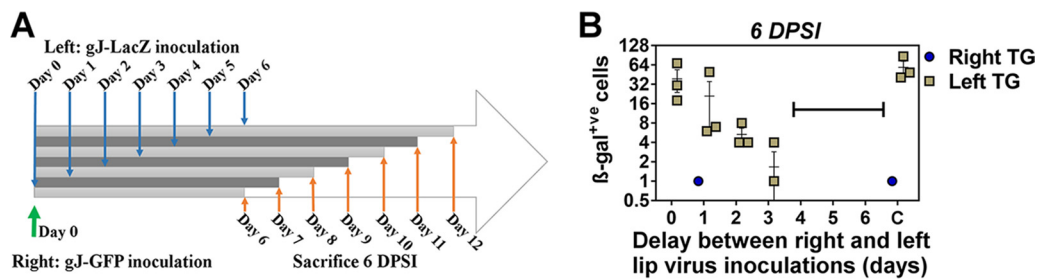 A
Left: gJ-LacZ inoculation
Day 0
Day 1
Day 2
Day 3
Day 4
Day 5
Day 6
Day 0
Right: gJ-GFP inoculation
Day 6
Day 7
Day 8
Day 9
Day 10
Day 11
Day 12
Sacrifice 6 DPSI
B
6 DPSI
ß-gal+ve cells
128
64
32
16
8
4
2
1
0.5
0 1 2 3 4 5 6 C
Delay between right and left
lip virus inoculations (days)
Right TG
Left TG